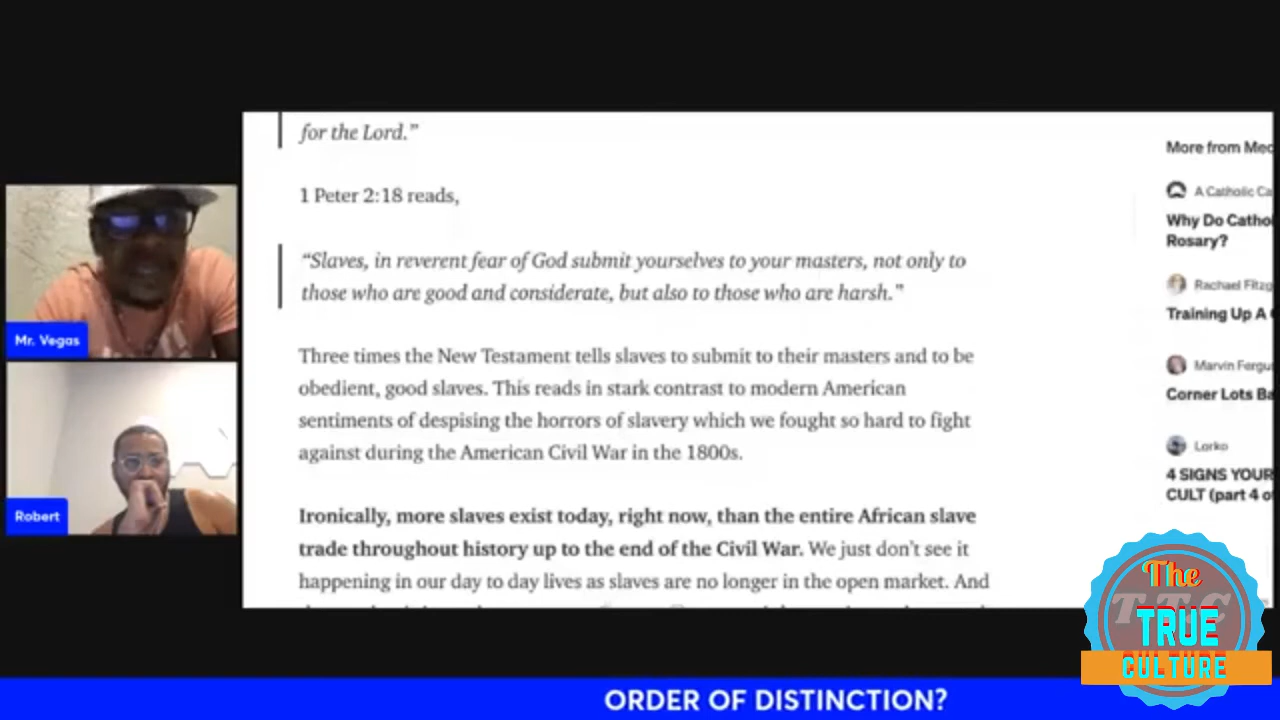 for the Lord.”
1 Peter 2:18 reads,
“Slaves, in reverent fear of God submit yourselves to your masters, not only to
those who are good and considerate, but also to those who are harsh.”
Three times the New Testament tells slaves to submit to their masters and to be
obedient, good slaves. This reads in stark contrast to modern American
sentiments of despising the horrors of slavery which we fought so hard to fight
against during the American Civil War in the 1800s.
Ironically, more slaves exist today, right now, than the entire African slave
trade throughout history up to the end of the Civil War. We just don’t see it
happening in our day to day lives as slaves are no longer in the open market. And
More from
A Catholic
Why Do
Rosary?
Rachael
Training Up A
Marvin
Corner Lots
Lorko
4 SIGNS YOUR
CULT (part 4
Mr. Vegas
Robert
The
T.T.C
TRUE
CULTURE
ORDER OF DISTINCTION?